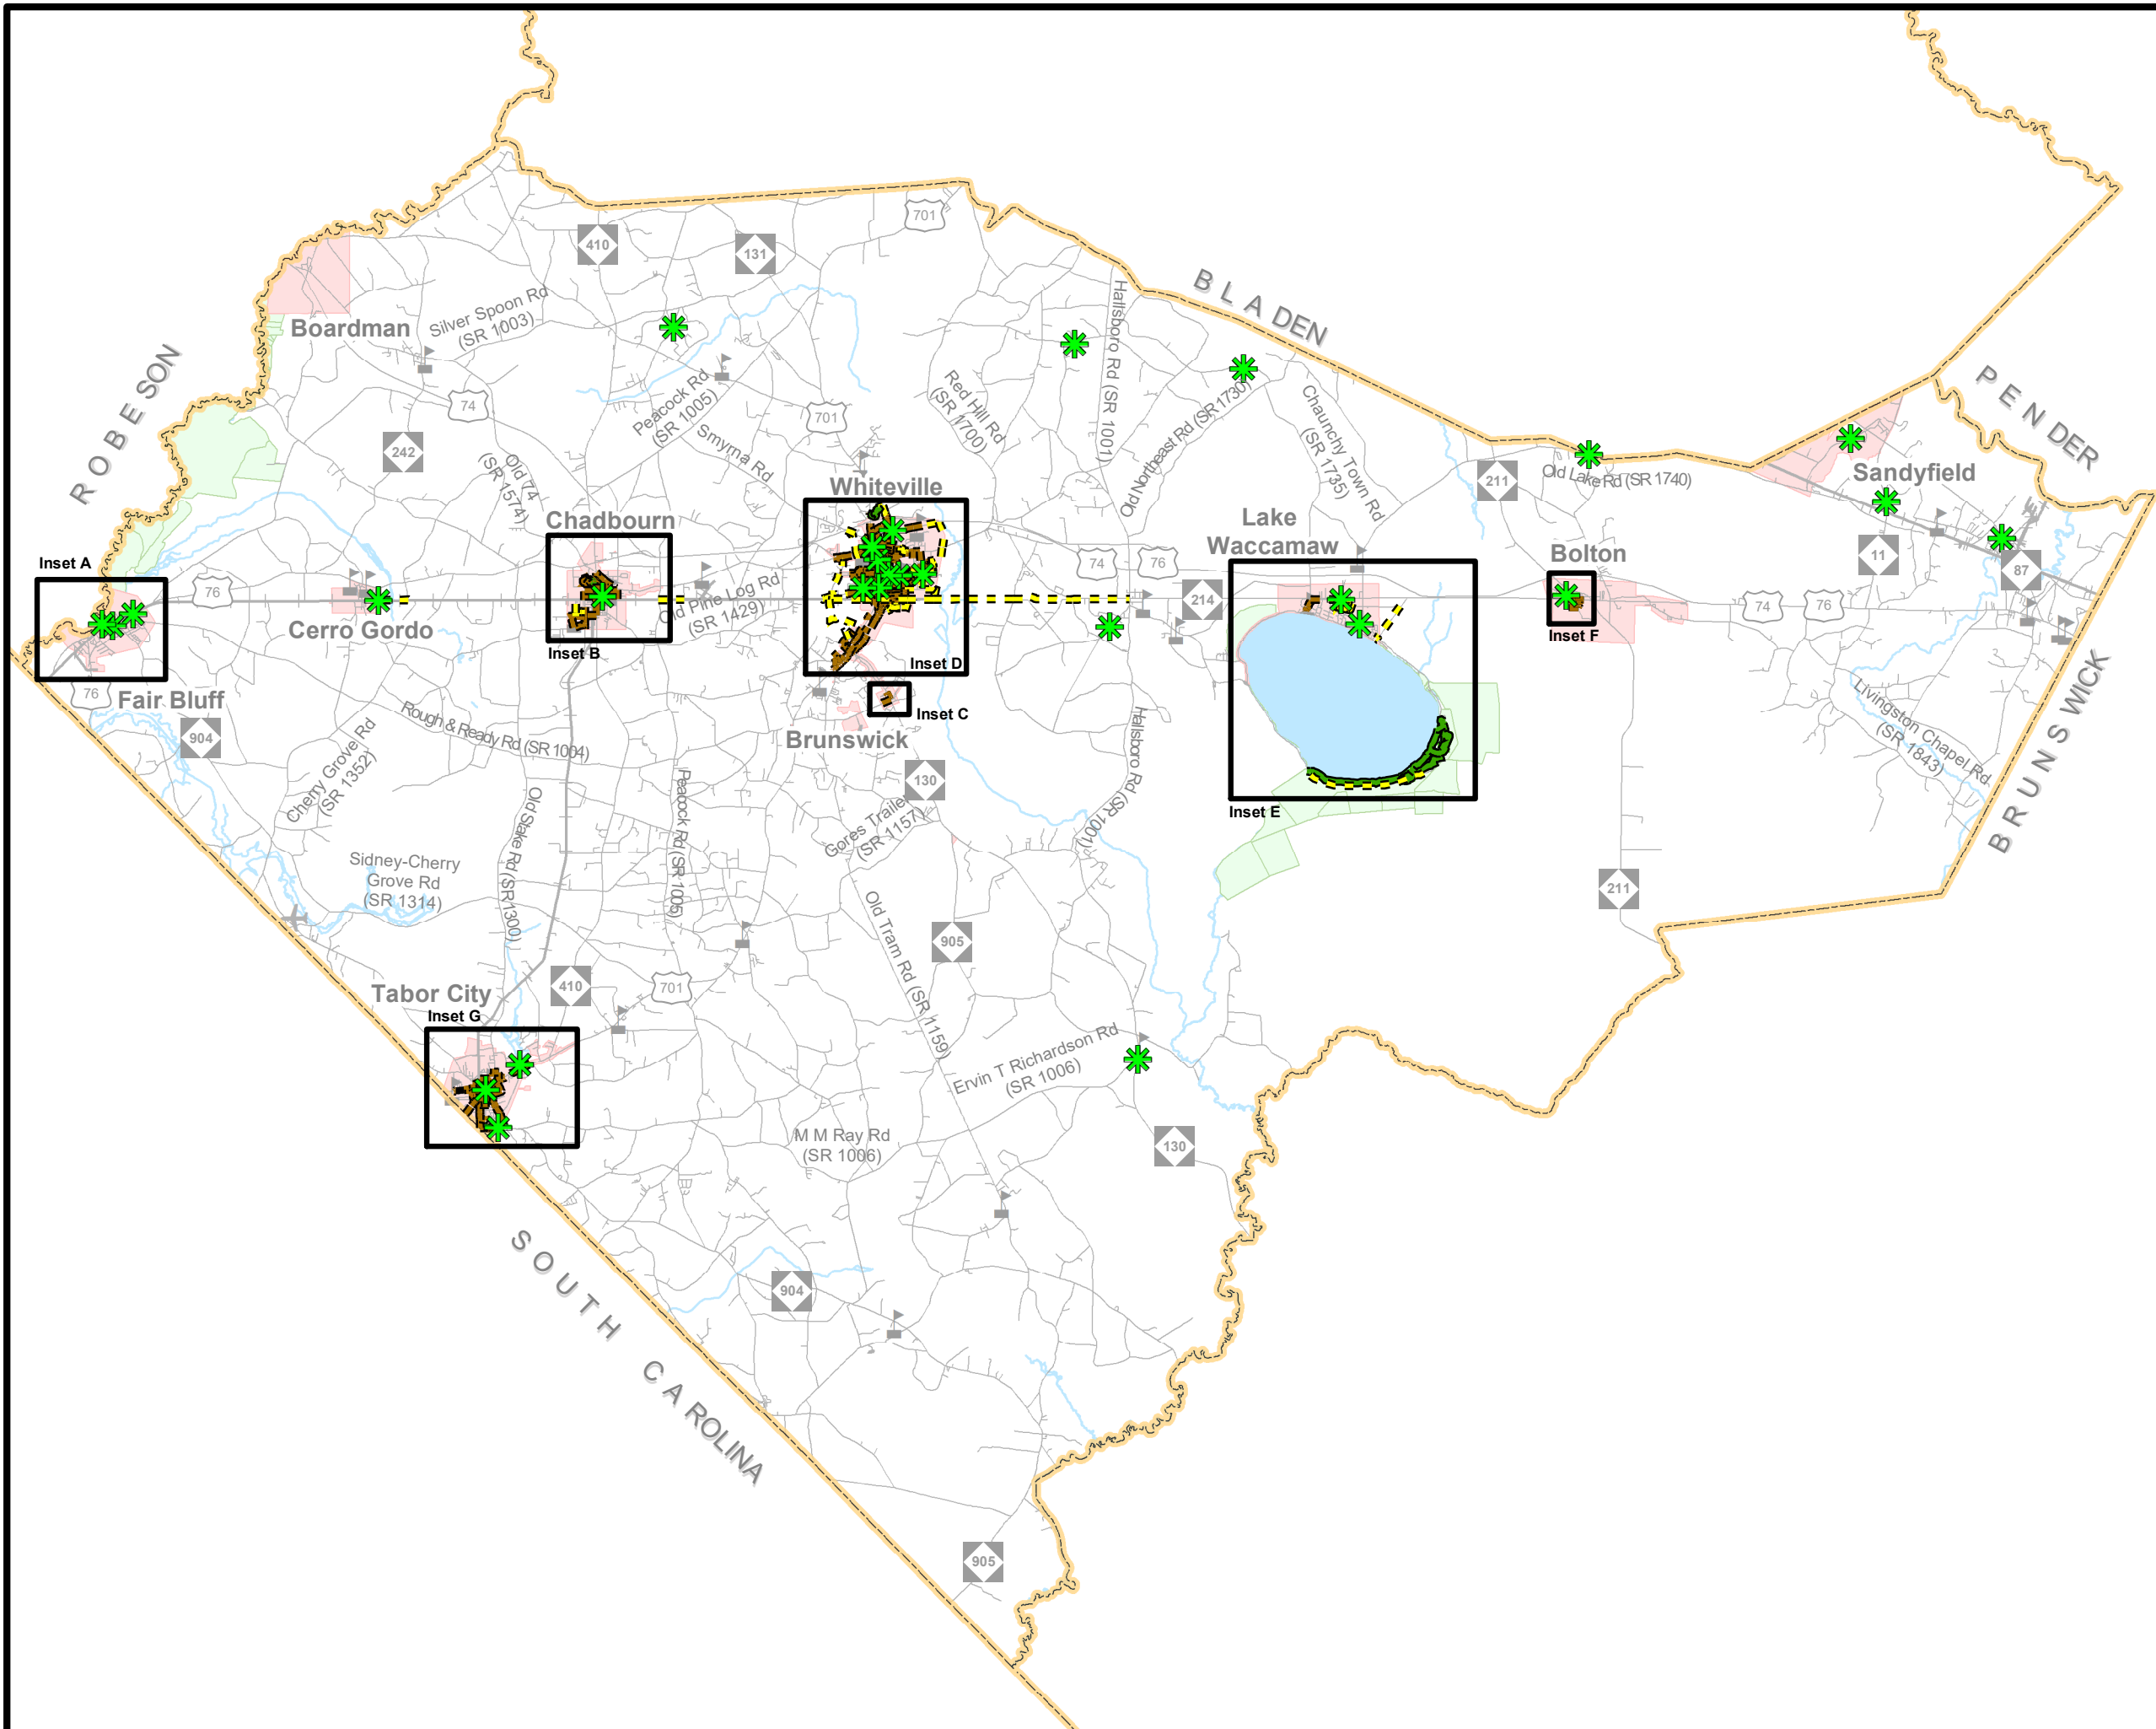 701
410
131
BLADEN
Hallsboro Rd (SR 1001)
Boardman
Silver Spoon Rd
(SR 1003)
ROBESON
PENDER
74
Peacock Rd
(SR 1005)
701
Red Hill Rd
(SR 1700)
Old Northeast Rd (SR 1730)
Chaunchy Town Rd
(SR 1735)
242
Smyrna Rd
Old 74
(SR 1574)
211
Old Lake Rd (SR 1740)
Sandyfield
Whiteville
Chadbourn
Lake
Waccamaw
Bolton
11
87
Inset A
76
74
76
Old Pine Log Rd
(SR 1429)
214
74
76
Cerro Gordo
Inset B
Inset D
Inset F
76
Fair Bluff
904
Inset C
Brunswick
Rough & Ready Rd (SR 1004)
Cherry Grove Rd
(SR 1352)
Livingston Chapel Rd
(SR 1843)
BRUNSWICK
130
Gores Trailer
(SR 1157)
Hallsboro Rd (SR 1001)
Inset E
Old Stake Rd (SR 1300)
Peacock Rd (SR 1005)
Sidney-Cherry
Grove Rd
(SR 1314)
211
Old Tram Rd (SR 1159)
905
410
701
Tabor City
Inset G
Ervin T Richardson Rd
(SR 1006)
M M Ray Rd
(SR 1006)
130
SOUTH CAROLINA
904
905